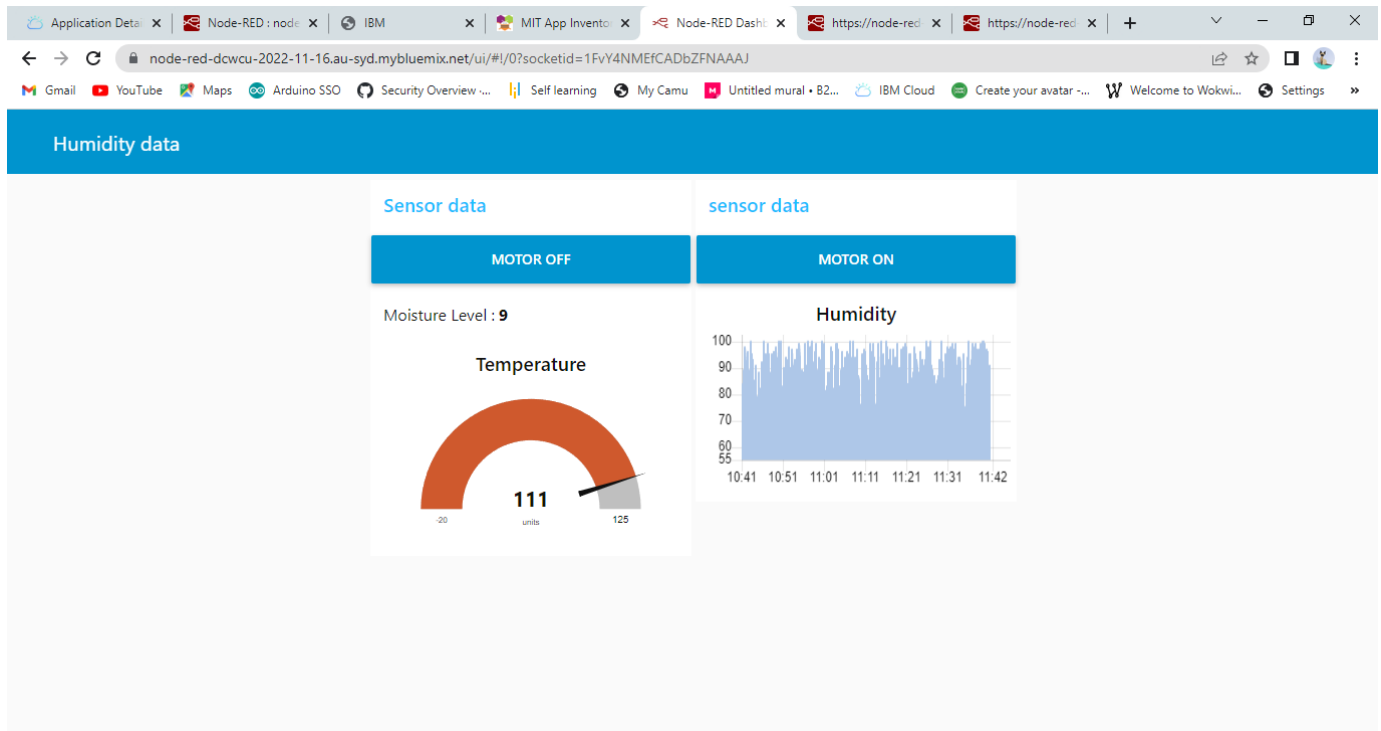 Application Detai
Node-RED : node
IBM
MIT App Invento
Node-RED Dashb
https://node-red
https://node-red
node-red-dcwcu-2022-11-16.au-syd.mybluemix.net/ui/#!/0?socketid=1FvY4NMEfCADbZFNAAAJ
Gmail YouTube Maps Arduino SSO Security Overview -... Self learning My Camu Untitled mural • B2... IBM Cloud Create your avatar -... Welcome to Wokwi... Settings »
Humidity data
Sensor data
MOTOR OFF
Moisture Level : 9
Temperature
111
units
-20
125
sensor data
MOTOR ON
Humidity
100
90
80
70
60
55
10:41 10:51 11:01 11:11 11:21 11:31 11:42